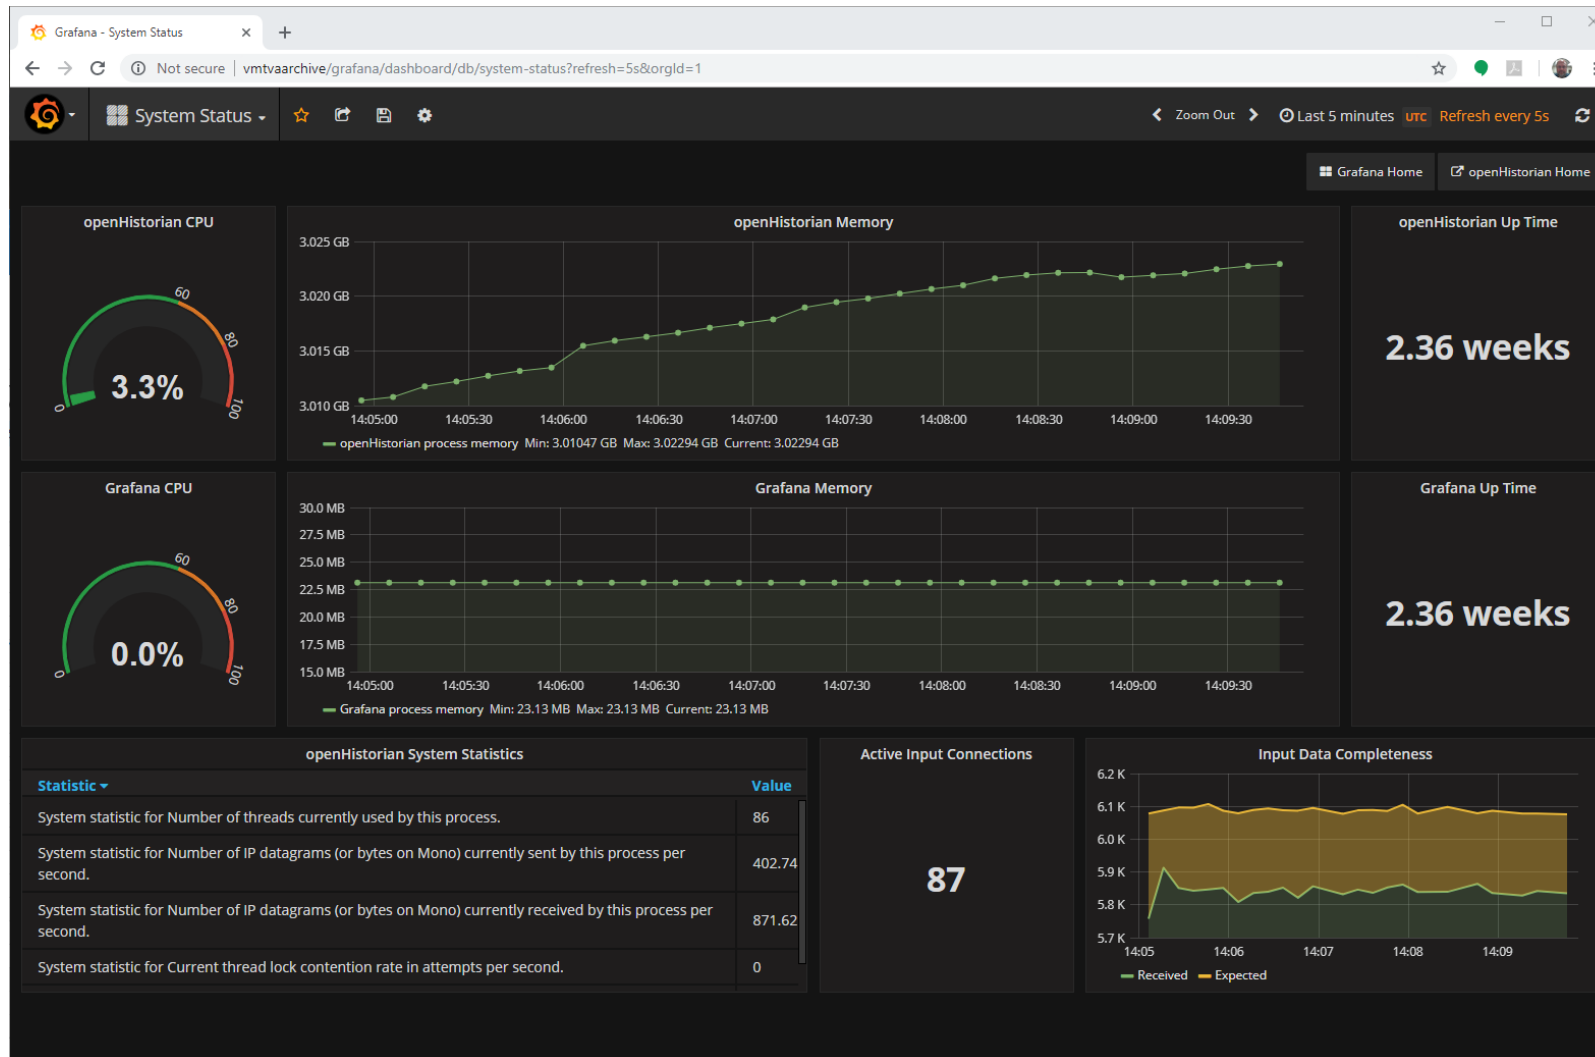 Grafana - System Status
Not secure | vmtvaarchive/grafana/dashboard/db/system-status?refresh=5s&orgId=1
System Status
Zoom Out
Last 5 minutes UTC Refresh every 5s
Grafana Home
openHistorian Home
openHistorian CPU
0
60
80
100
3.3%
openHistorian Memory
3.025 GB
3.020 GB
3.015 GB
3.010 GB
14:05:00 14:05:30 14:06:00 14:06:30 14:07:00 14:07:30 14:08:00 14:08:30 14:09:00 14:09:30
openHistorian process memory Min: 3.01047 GB Max: 3.02294 GB Current: 3.02294 GB
openHistorian Up Time
2.36 weeks
Grafana CPU
0
60
80
100
0.0%
Grafana Memory
30.0 MB
27.5 MB
25.0 MB
22.5 MB
20.0 MB
17.5 MB
15.0 MB
14:05:00 14:05:30 14:06:00 14:06:30 14:07:00 14:07:30 14:08:00 14:08:30 14:09:00 14:09:30
Grafana process memory Min: 23.13 MB Max: 23.13 MB Current: 23.13 MB
Grafana Up Time
2.36 weeks
openHistorian System Statistics
Statistic Value
System statistic for Number of threads currently used by this process. 86
System statistic for Number of IP datagrams (or bytes on Mono) currently sent by this process per
second. 402.74
System statistic for Number of IP datagrams (or bytes on Mono) currently received by this process per
second. 871.62
System statistic for Current thread lock contention rate in attempts per second. 0
Active Input Connections
87
Input Data Completeness
6.2 K
6.1 K
6.0 K
5.9 K
5.8 K
5.7 K
14:05 14:06 14:07 14:08 14:09
Received Expected